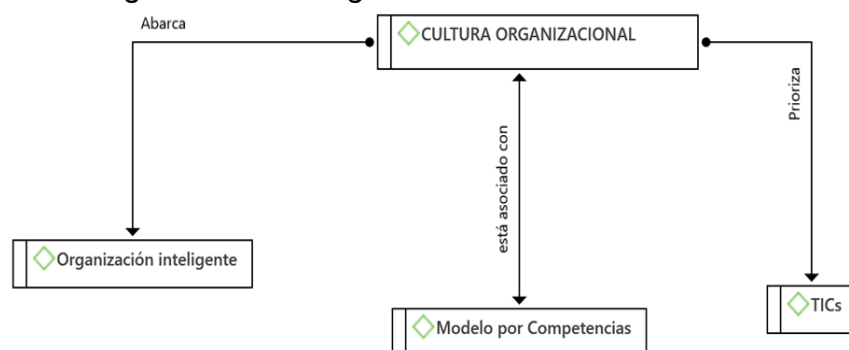 Abarca
CULTURA ORGANIZACIONAL
Prioriza
está asociado con
Organización inteligente
TICs
Modelo por Competencias